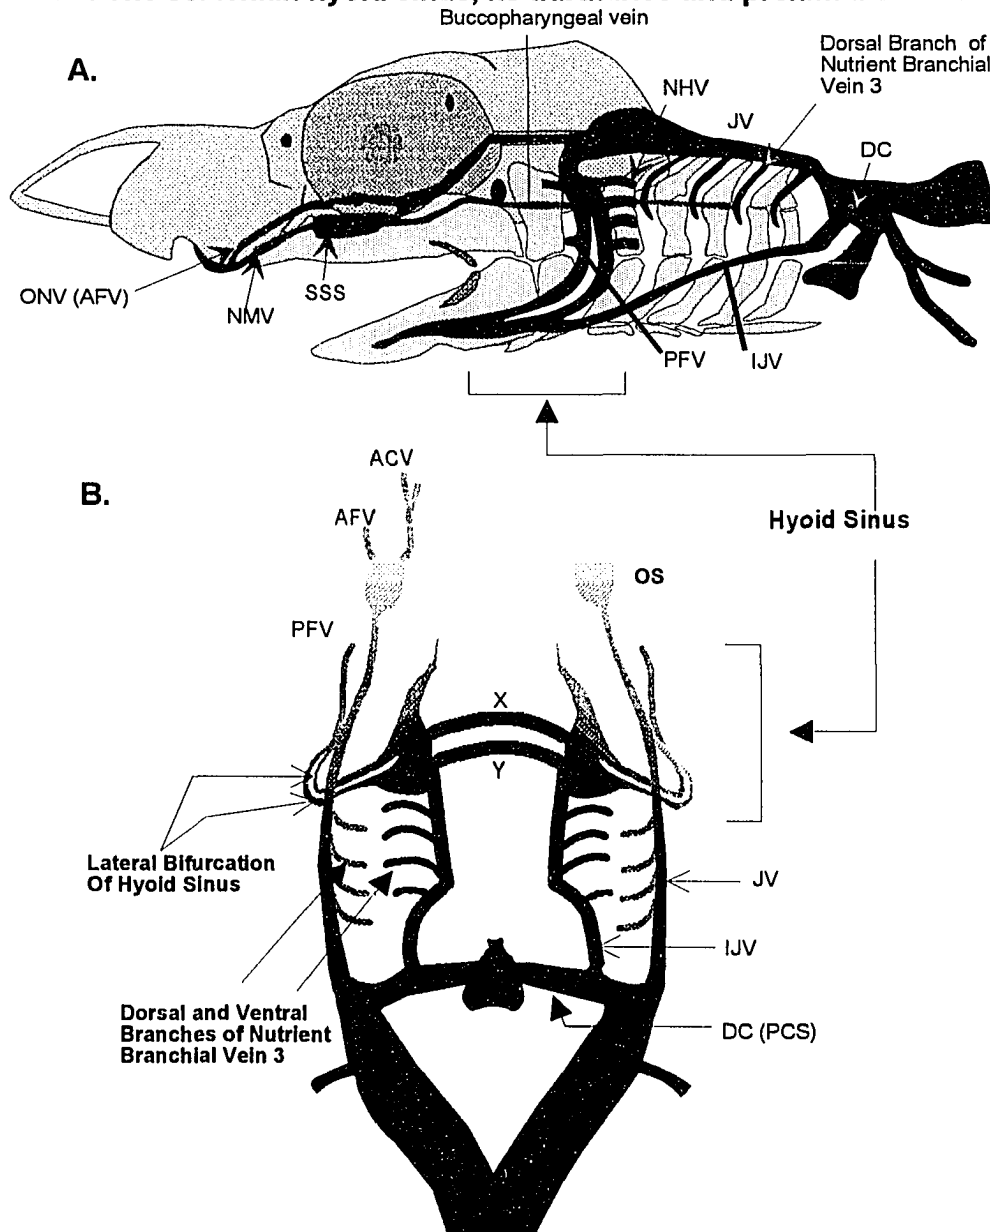 Buccopharyngeal vein
A.
Dorsal Branch of
Nutrient Branchial
Vein 3
NHV
JV
DC
ONV (AFV)
NMV
SSS
PFV
IJV
B.
ACV
AFV
Hyoid Sinus
OS
PFV
X
Y
Lateral Bifurcation
Of Hyoid Sinus
JV
IJV
Dorsal and Ventral
Branches of Nutrient
Branchial Vein 3
DC (PCS)